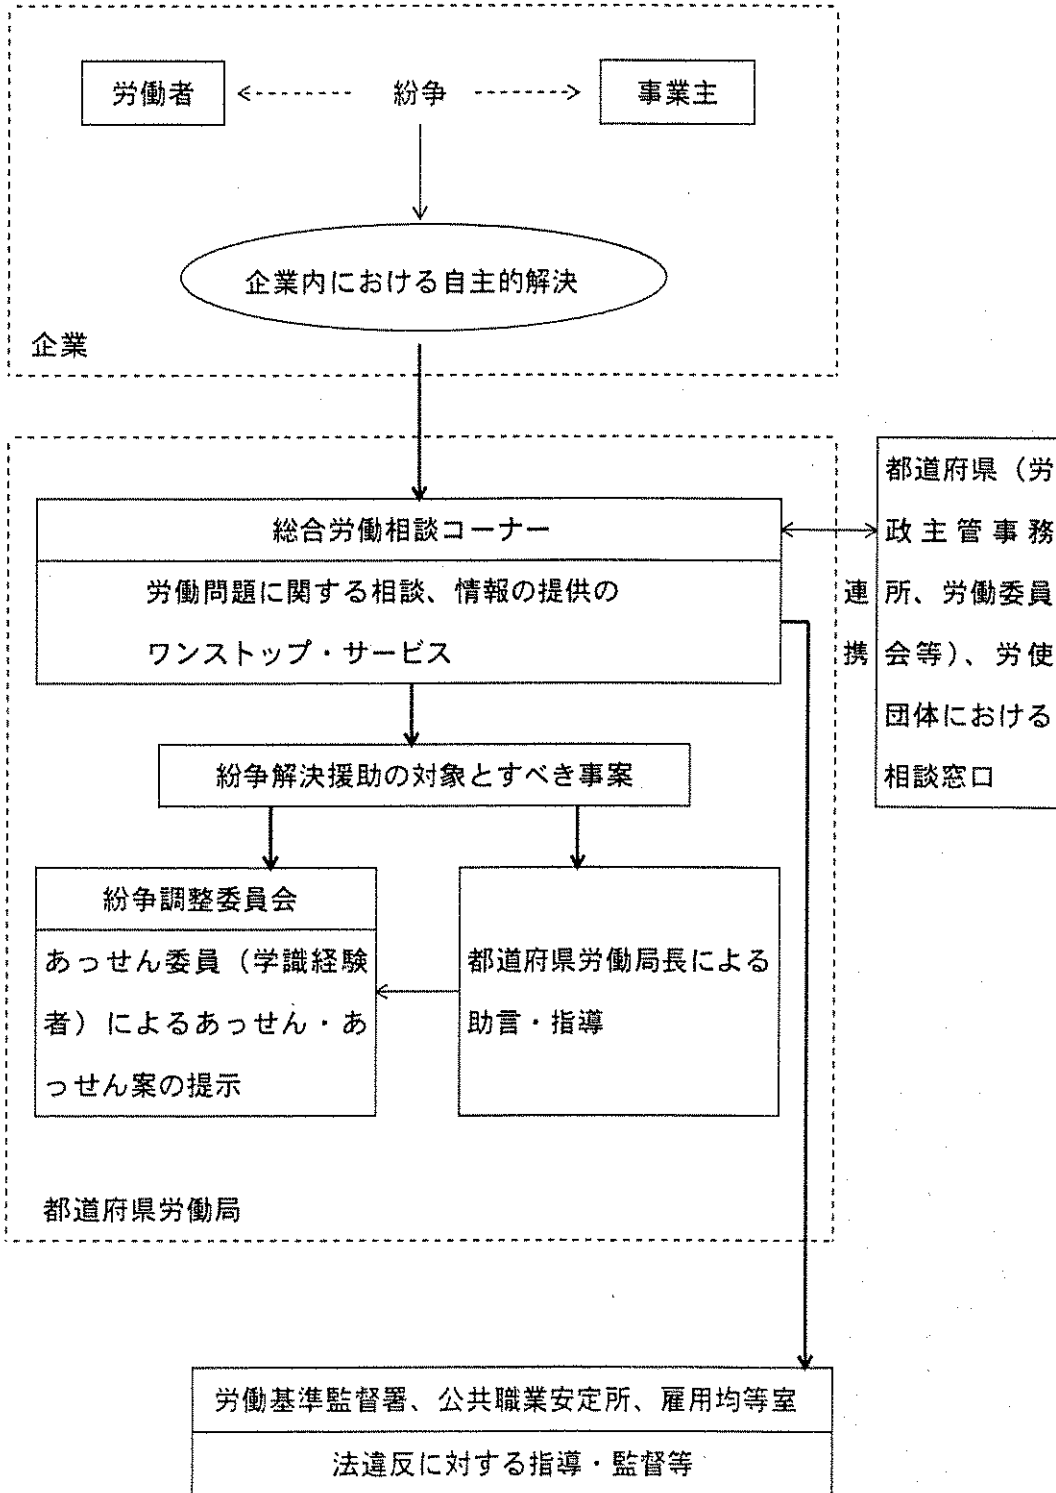 労働者
紛争
事業主
企業内における自主的解決
企業
総合労働相談コーナー
労働問題に関する相談、情報の提供の
ワンストップ・サービス
連
携
都道府県（労
政主管事務
所、労働委員
会等）、労使
団体における
相談窓口
紛争解決援助の対象とすべき事案
紛争調整委員会
あっせん委員（学識経験
者）によるあっせん・あ
っせん案の提示
都道府県労働局長による
助言・指導
都道府県労働局
労働基準監督署、公共職業安定所、雇用均等室
法違反に対する指導・監督等